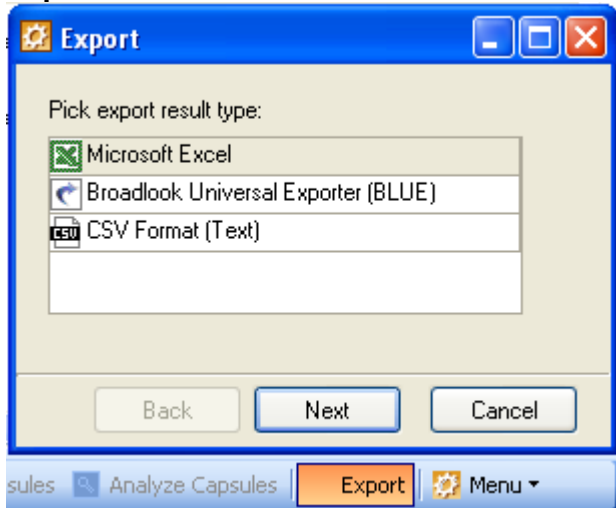 Export
Pick export result type:
Microsoft Excel
Broadlook Universal Exporter (BLUE)
CSV CSV Format (Text)
Back Next Cancel
sules Analyze Capsules Export Menu